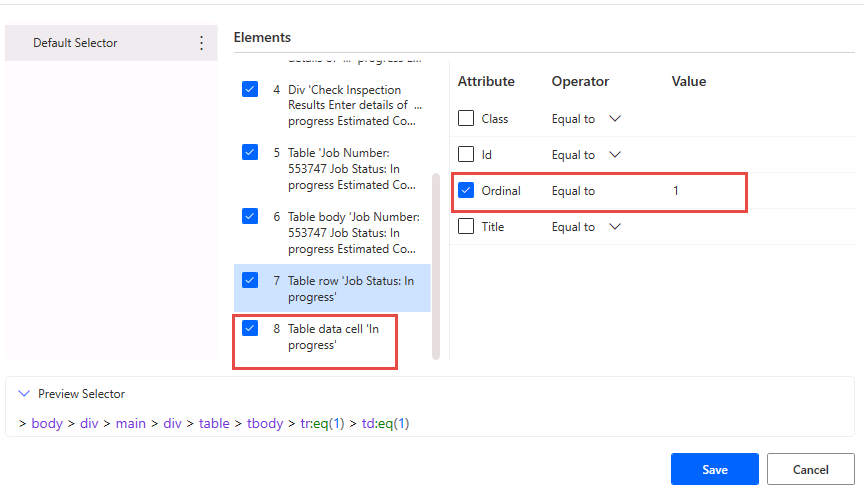 Default Selector
Elements
4 Div 'Check Inspection
Results Enter details of ...
progress Estimated Co...
5 Table 'Job Number:
553747 Job Status: In
progress Estimated Co...
6 Table body 'Job Number:
553747 Job Status: In
progress Estimated Co...
7 Table row 'Job Status: In
progress'
8 Table data cell 'In
progress'
Attribute Operator Value
Class Equal to
Id Equal to
Ordinal Equal to 1
Title Equal to
Preview Selector
> body > div > main > div > table > tbody > tr:eq(1) > td:eq(1)
Save Cancel